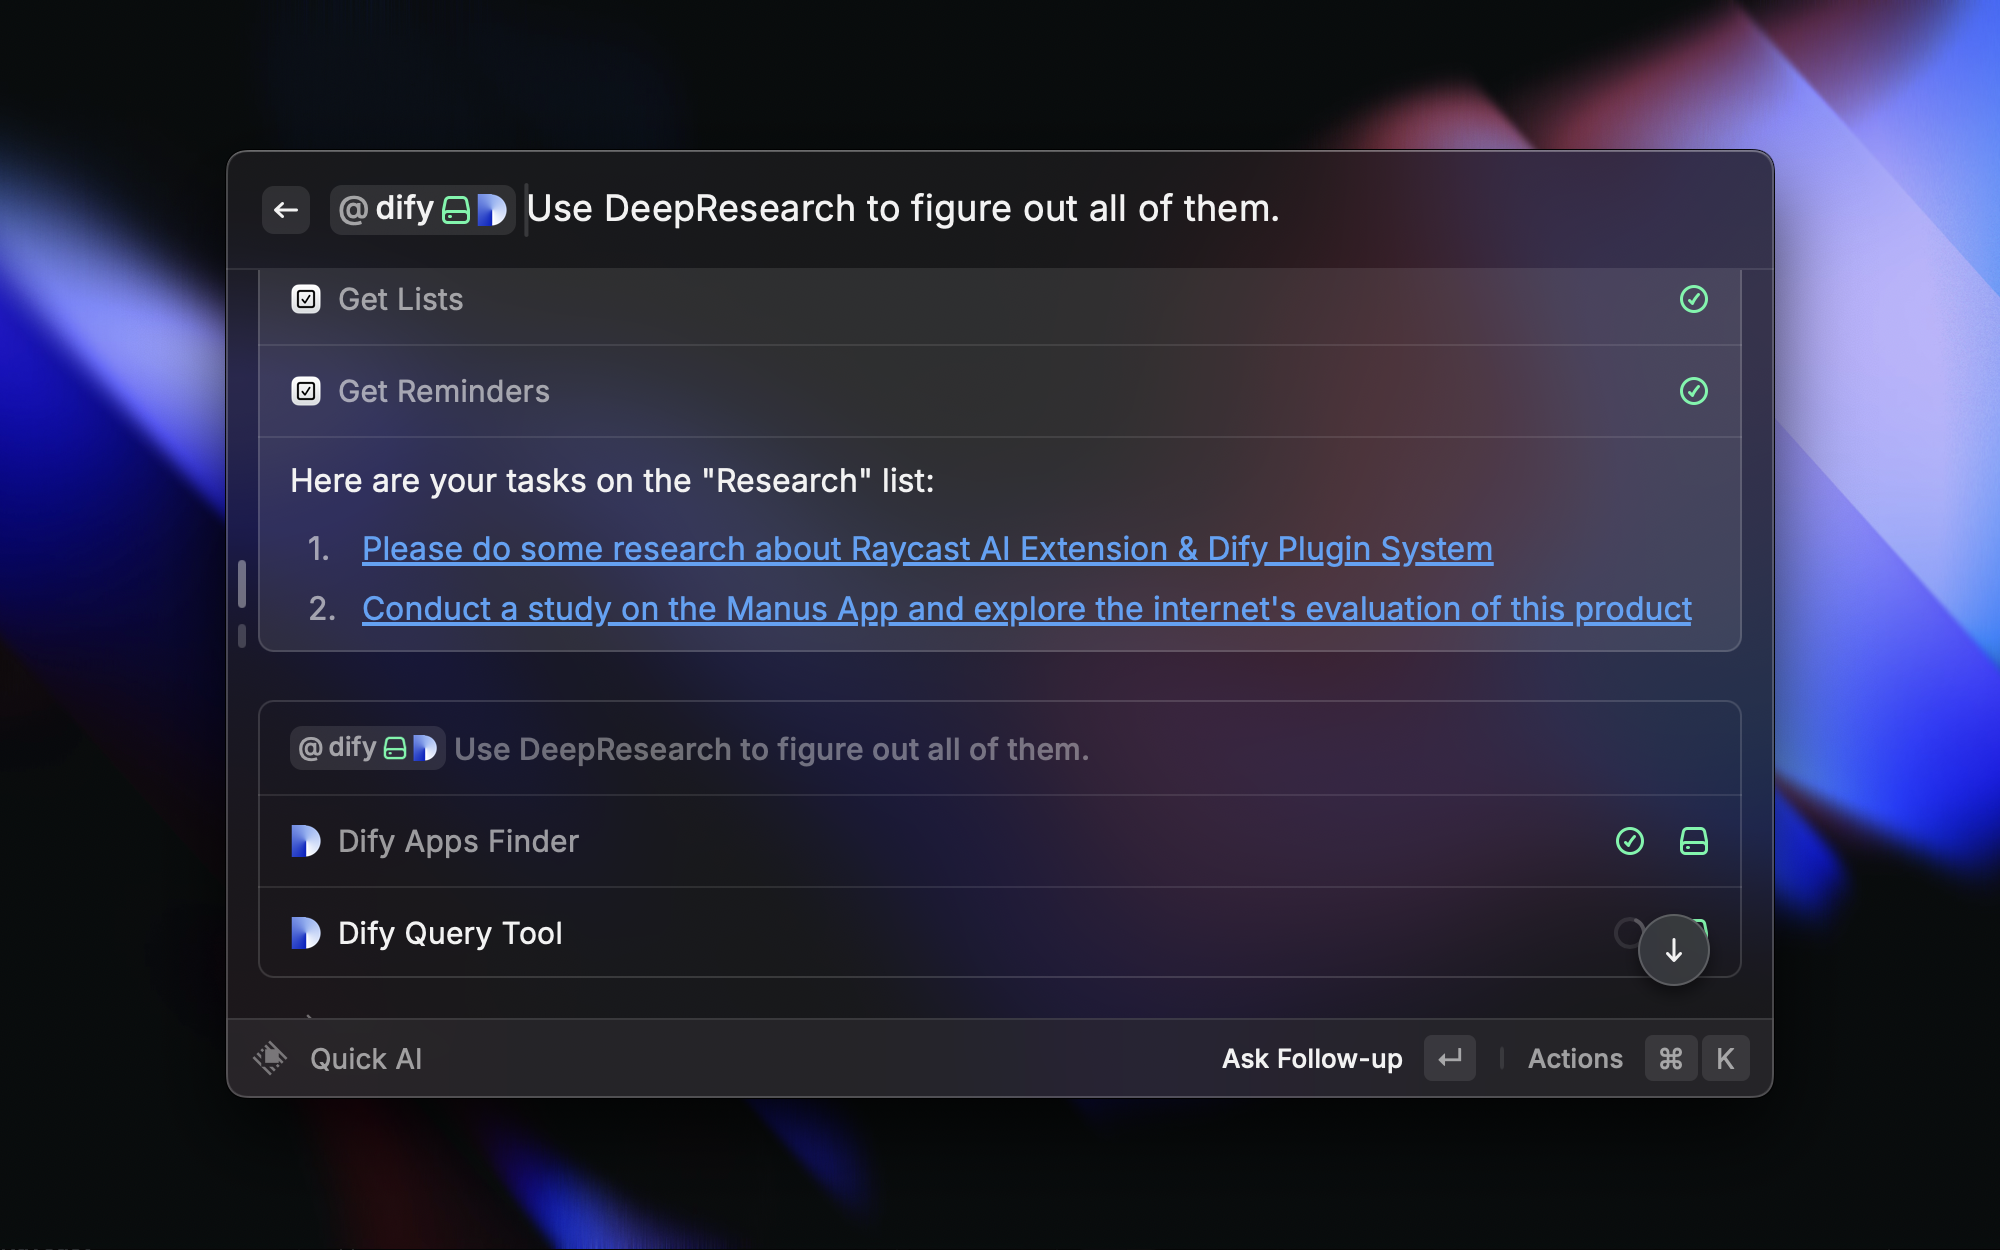 @ dify Use DeepResearch to figure out all of them.
Get Lists
Get Reminders
Here are your tasks on the "Research" list:
1. Please do some research about Raycast AI Extension & Dify Plugin System
2. Conduct a study on the Manus App and explore the internet's evaluation of this product
@ dify Use DeepResearch to figure out all of them.
Dify Apps Finder
Dify Query Tool
Quick AI
Ask Follow-up ↵ | Actions ⌘ K